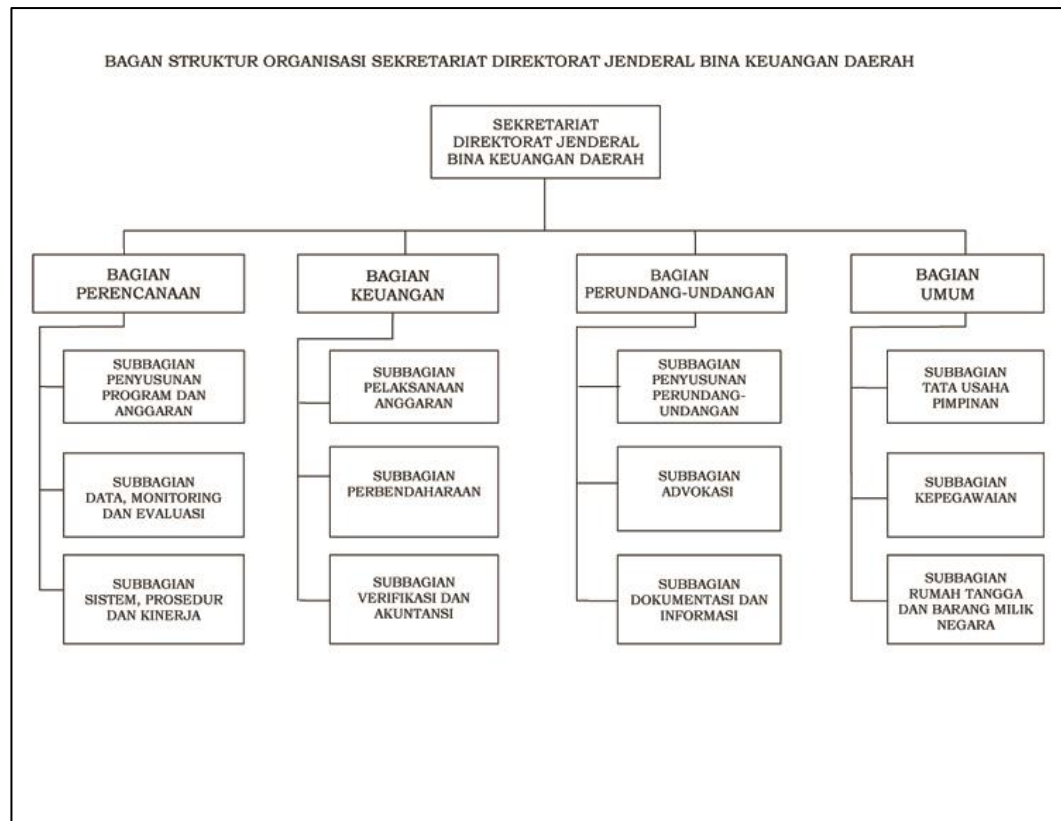 BAGAN STRUKTUR ORGANISASI SEKRETARIAT DIREKTORAT JENDERAL BINA KEUANGAN DAERAH
SEKRETARIAT
DIREKTORAT JENDERAL
BINA KEUANGAN DAERAH
BAGIAN
PERENCANAAN
SUBBAGIAN
PENYUSUNAN
PROGRAM DAN
ANGGARAN
SUBBAGIAN
DATA, MONITORING
DAN EVALUASI
SUBBAGIAN
SISTEM, PROSEDUR
DAN KINERJA
BAGIAN
KEUANGAN
SUBBAGIAN
PELAKSANAAN
ANGGARAN
SUBBAGIAN
PERBENDAHARAAN
SUBBAGIAN
VERIFIKASI DAN
AKUNTANSI
BAGIAN
PERUNDANG-UNDANGAN
SUBBAGIAN
PENYUSUNAN
PERUNDANG-
UNDANGAN
SUBBAGIAN
ADVOKASI
SUBBAGIAN
DOKUMENTASI DAN
INFORMASI
BAGIAN
UMUM
SUBBAGIAN
TATA USAHA
PIMPINAN
SUBBAGIAN
KEPEGAWAIAN
SUBBAGIAN
RUMAH TANGGA
DAN BARANG MILIK
NEGARA